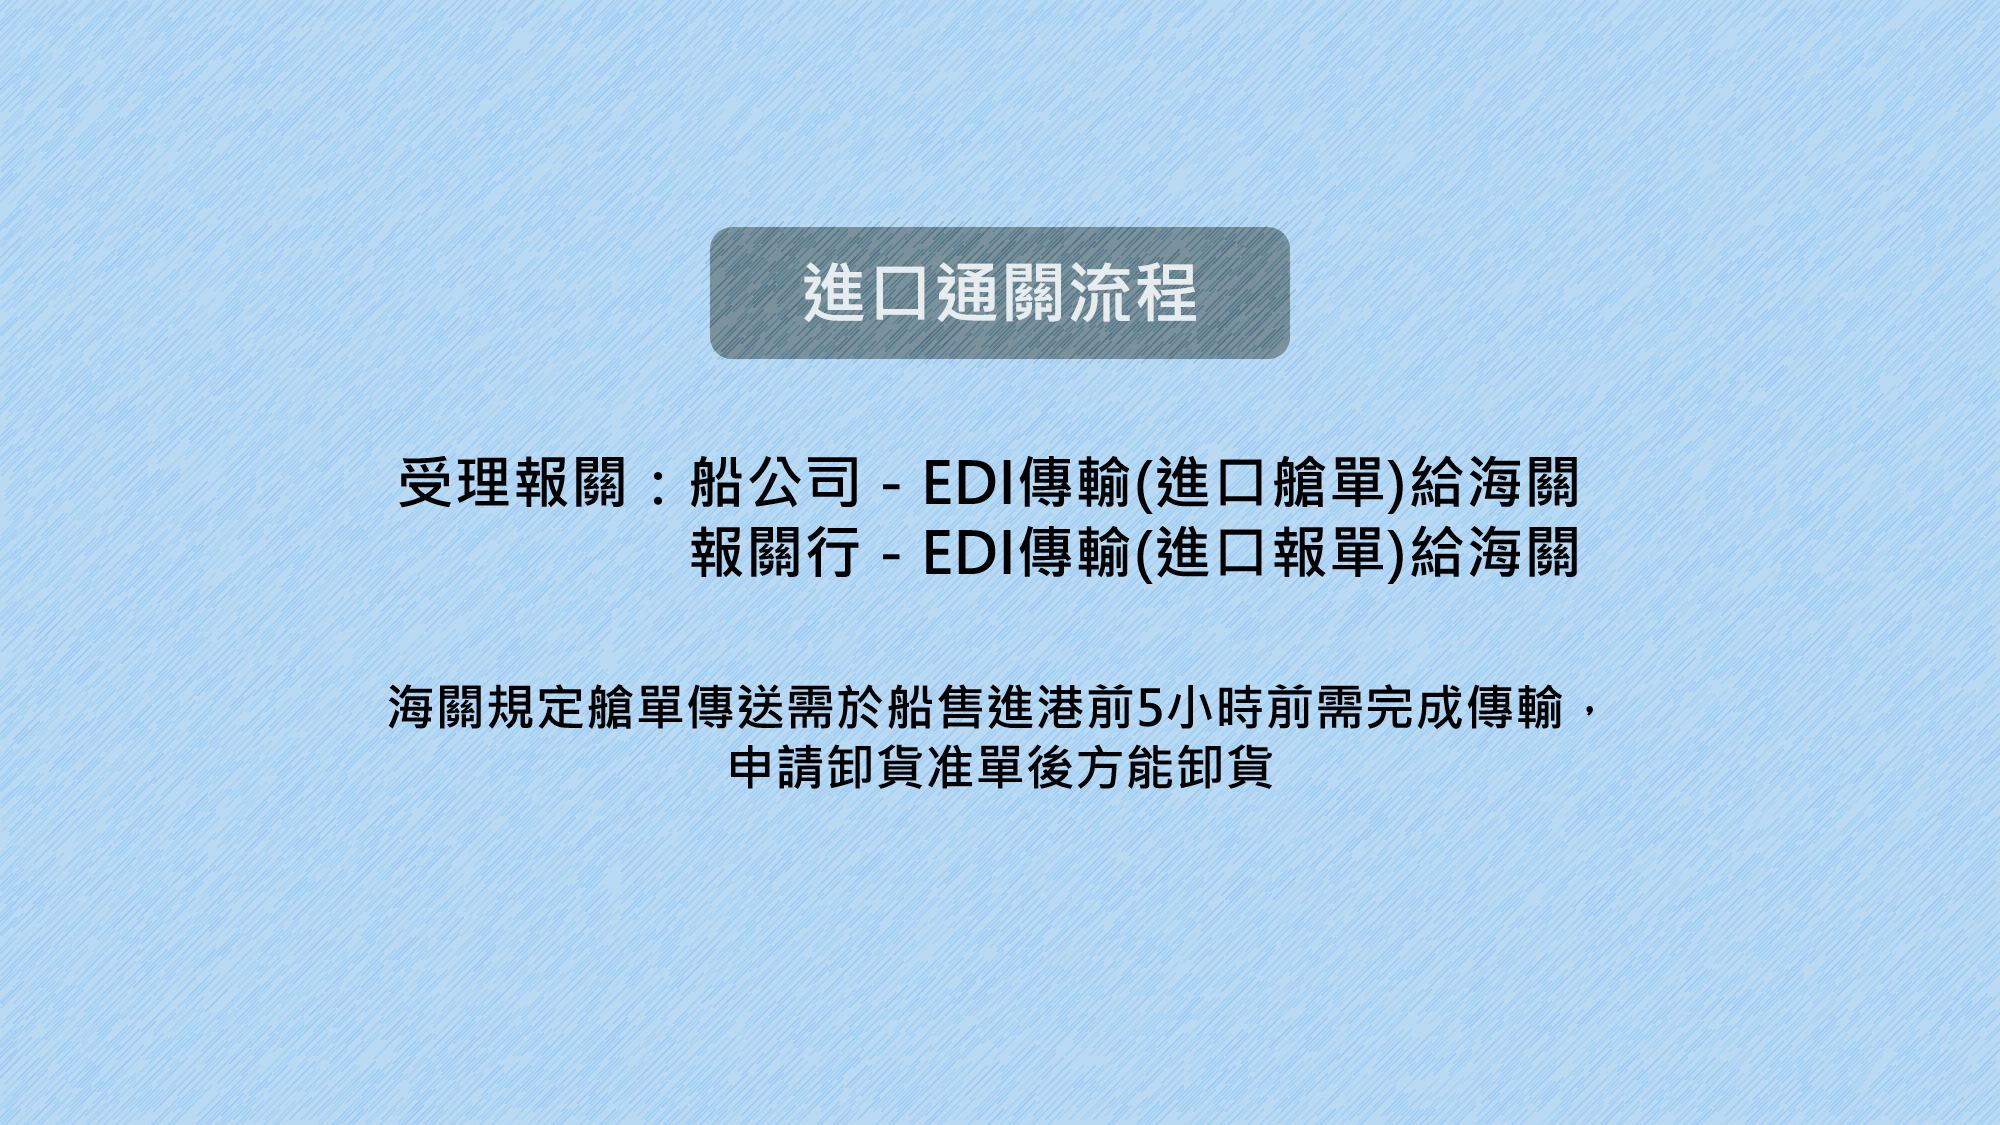 進口通關流程
受理報關：船公司 - EDI傳輸(進口艙單)給海關
報關行 - EDI傳輸(進口報單)給海關
海關規定艙單傳送需於船售進港前5小時前需完成傳輸，
申請卸貨准單後方能卸貨